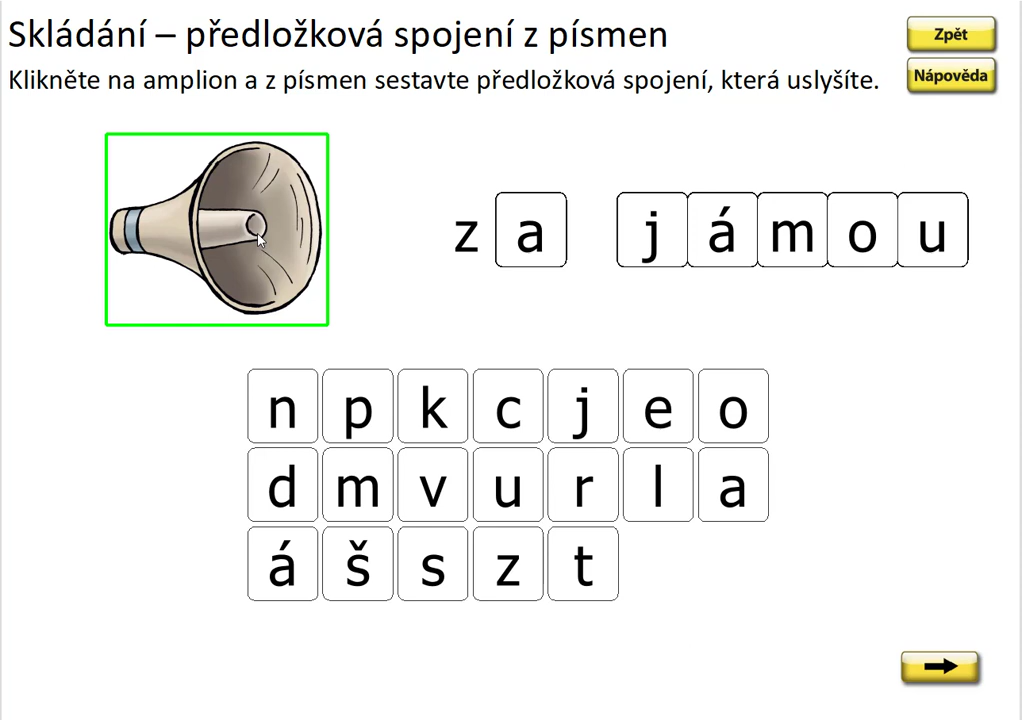 Skládání – předložková spojení z písmen
Zpět
Klikněte na amplion a z písmen sestavte předložková spojení, která uslyšíte.
Nápověda
z a j á m o u
n p k c j e o
d m v u r l a
á š s z t